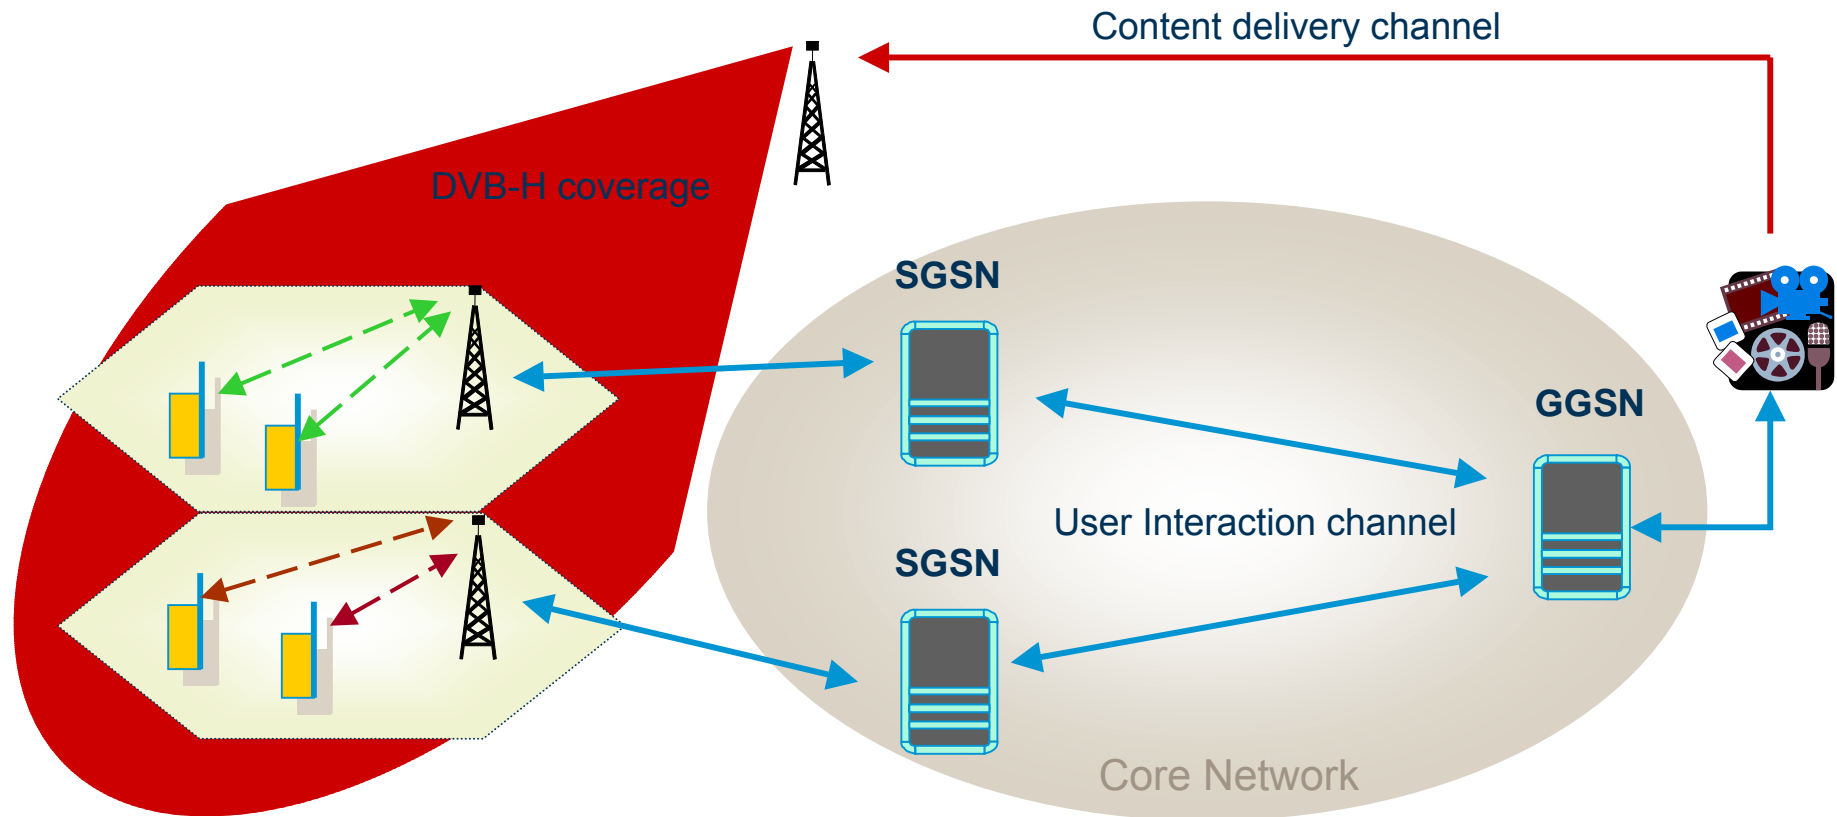 Content delivery channel
DVB-H coverage
SGSN
GGSN
User Interaction channel
SGSN
Core Network